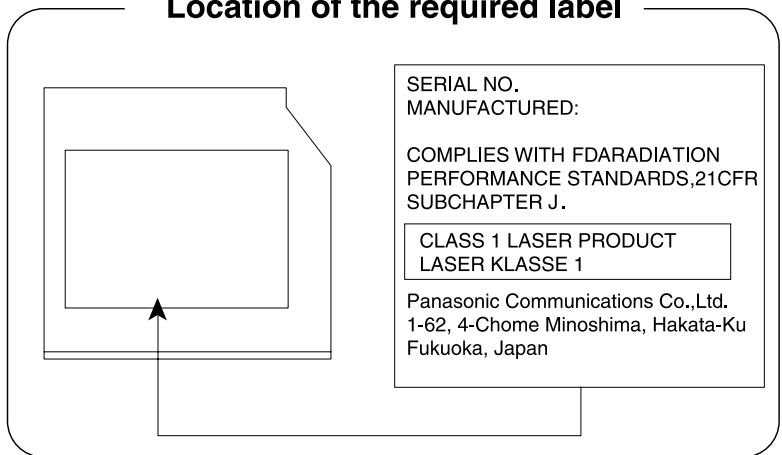 Location of the required label
SERIAL NO.
MANUFACTURED:
COMPLIES WITH FDARADIATION
PERFORMANCE STANDARDS,21CFR
SUBCHAPTER J.
CLASS 1 LASER PRODUCT
LASER KLASSE 1
Panasonic Communications Co.,Ltd.
1-62, 4-Chome Minoshima, Hakata-Ku
Fukuoka, Japan